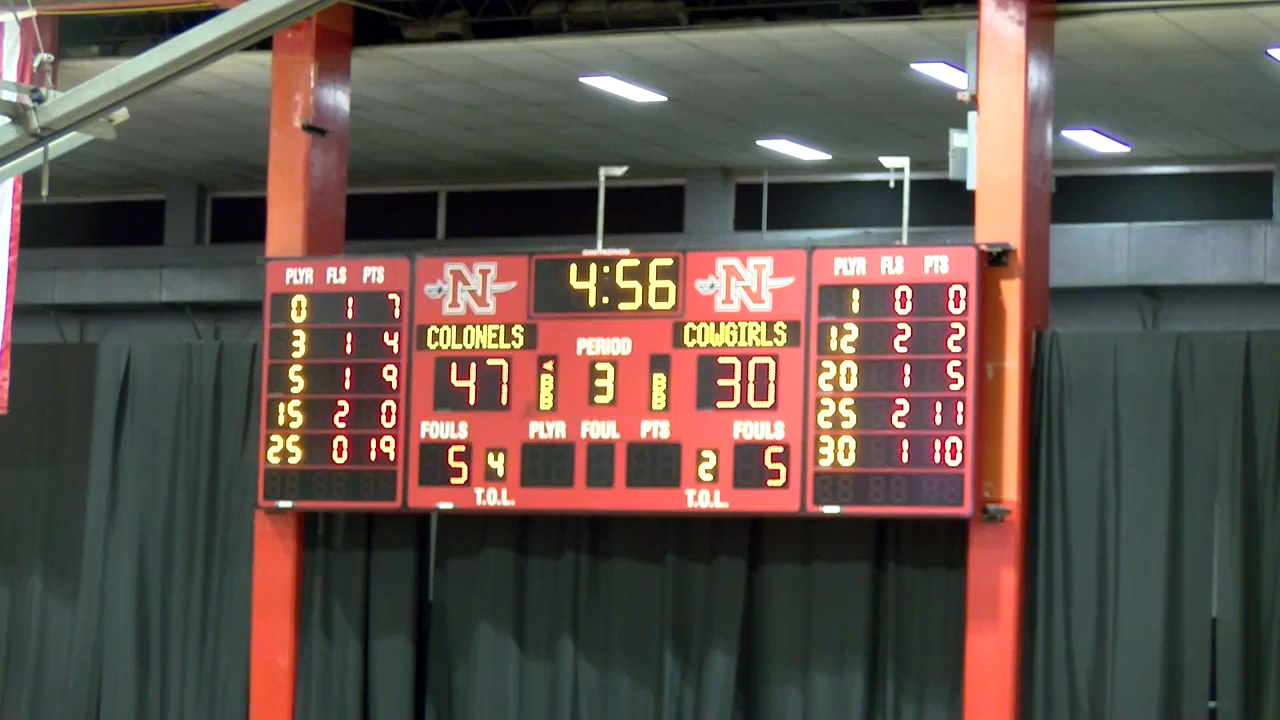 PLYR FLS PTS
0 1 7
3 1 4
5 1 9
15 2 0
25 0 19
N 4:56 N
COLONELS COWGIRLS
PERIOD
47 B B 3 B B 30
FOULS PLYR FOUL PTS FOULS
5 4 2 5
T.O.L. T.O.L.
PLYR FLS PTS
1 0 0
12 2 2
20 1 5
25 2 11
30 1 10